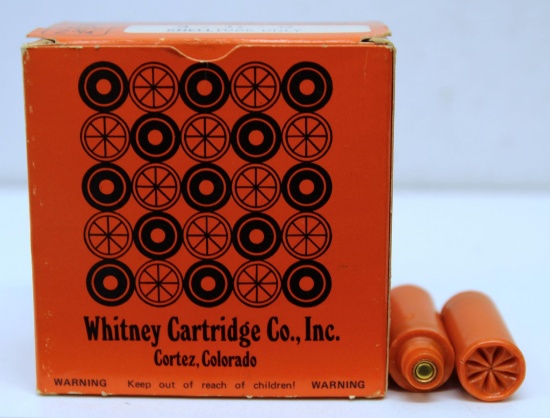 Whitney Cartridge Co., Inc.
Cortez, Colorado
WARNING Keep out of reach of children! WARNING